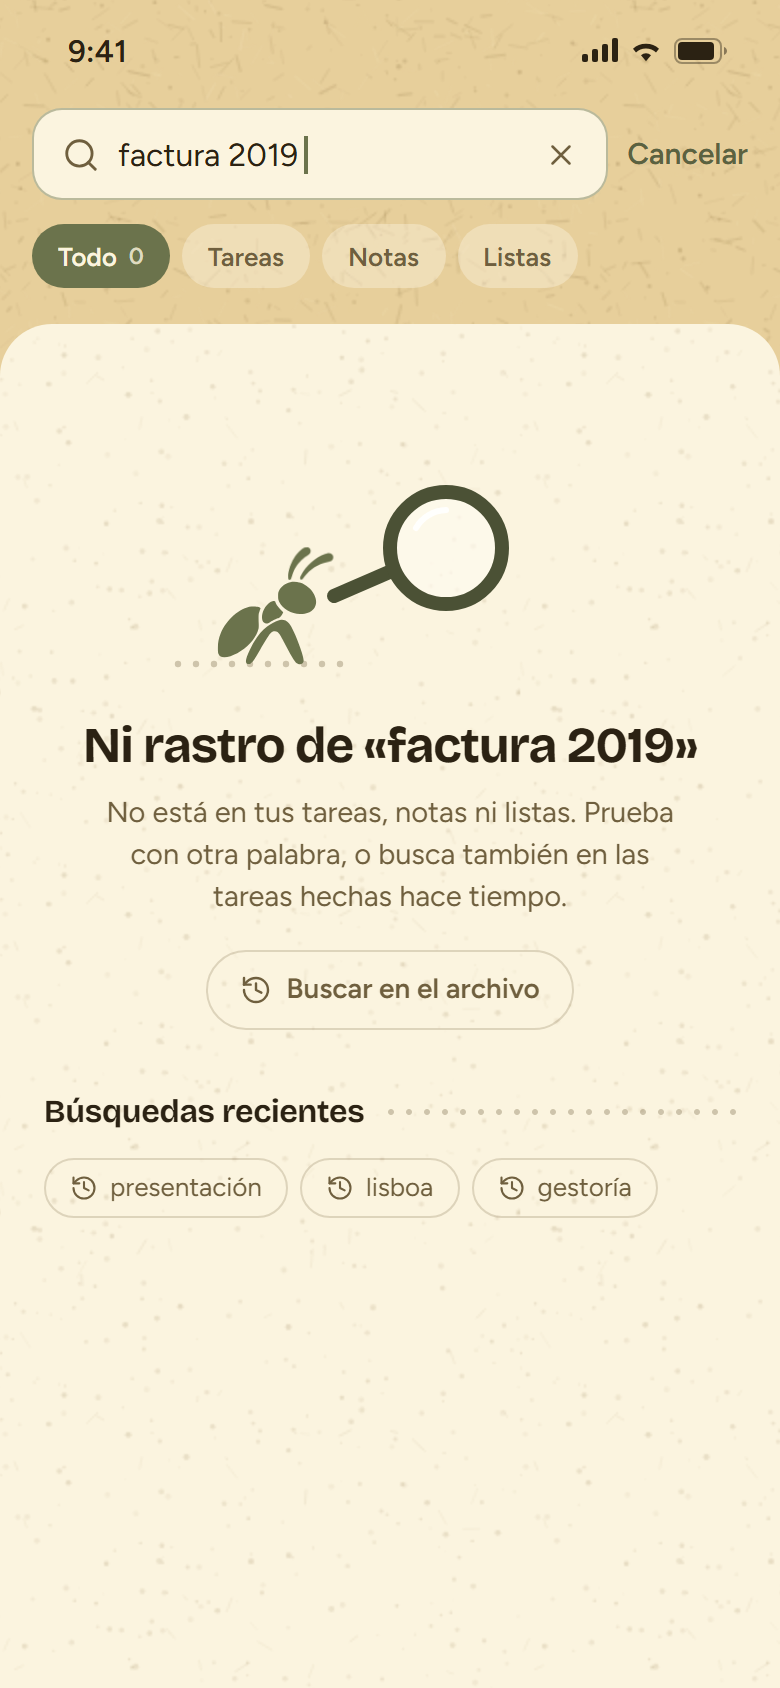 9:41
factura 2019
Cancelar
Todo 0
Tareas
Notas
Listas
Ni rastro de «factura 2019»
No está en tus tareas, notas ni listas. Prueba
con otra palabra, o busca también en las
tareas hechas hace tiempo.
Buscar en el archivo
Búsquedas recientes
presentación
lisboa
gestoría